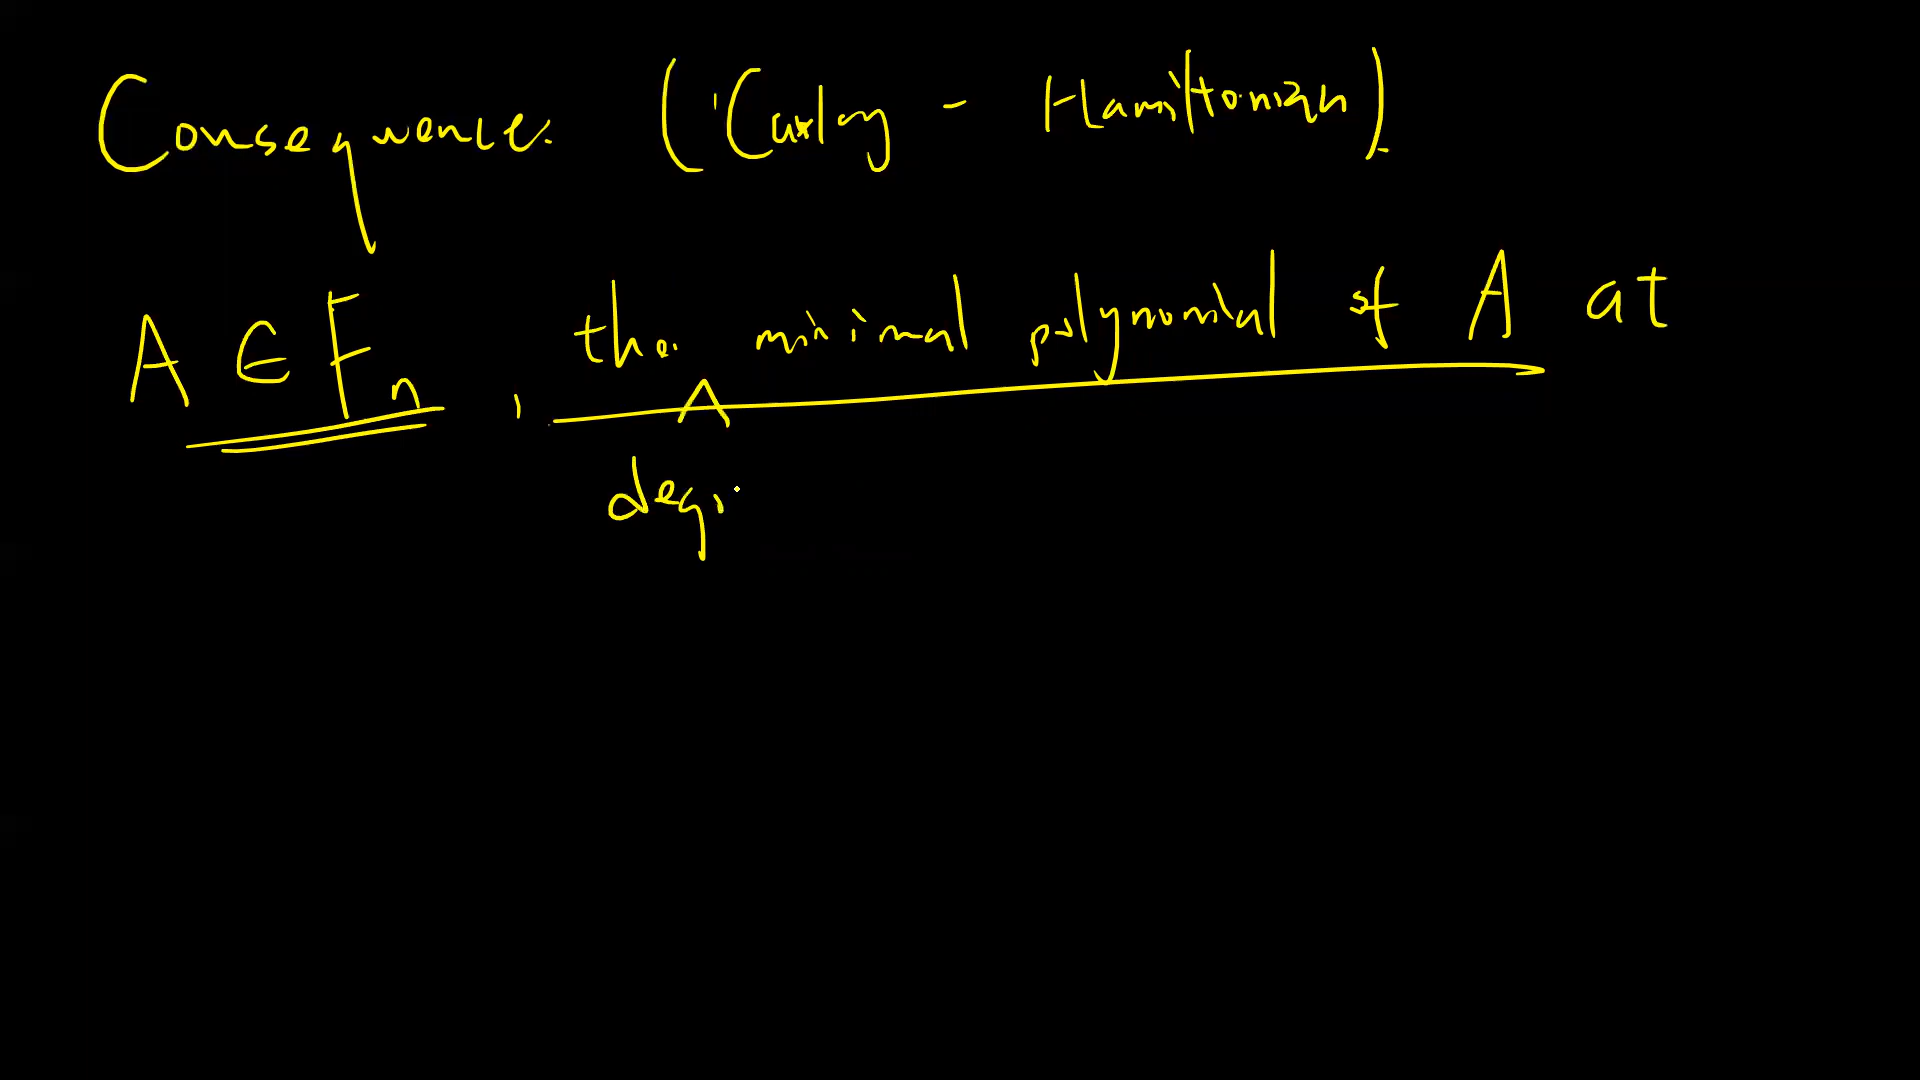 Consequence. (Cayley - Hamiltonian).
A ∈ Fn, the minimal polynomial of A at
deg